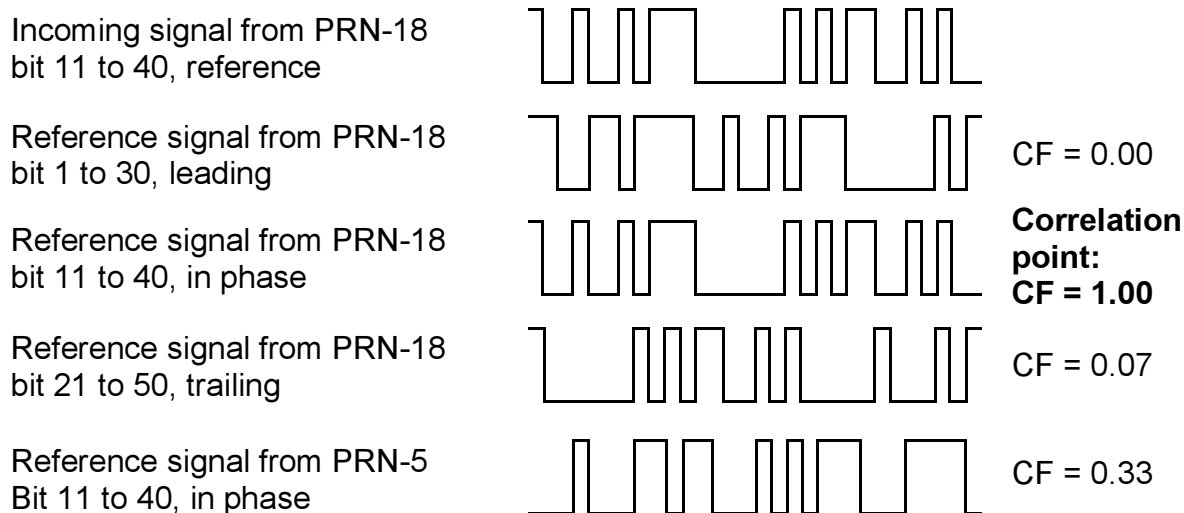 Incoming signal from PRN-18
bit 11 to 40, reference
Reference signal from PRN-18
bit 1 to 30, leading
CF = 0.00
Reference signal from PRN-18
bit 11 to 40, in phase
Correlation
point:
CF = 1.00
Reference signal from PRN-18
bit 21 to 50, trailing
CF = 0.07
Reference signal from PRN-5
Bit 11 to 40, in phase
CF = 0.33